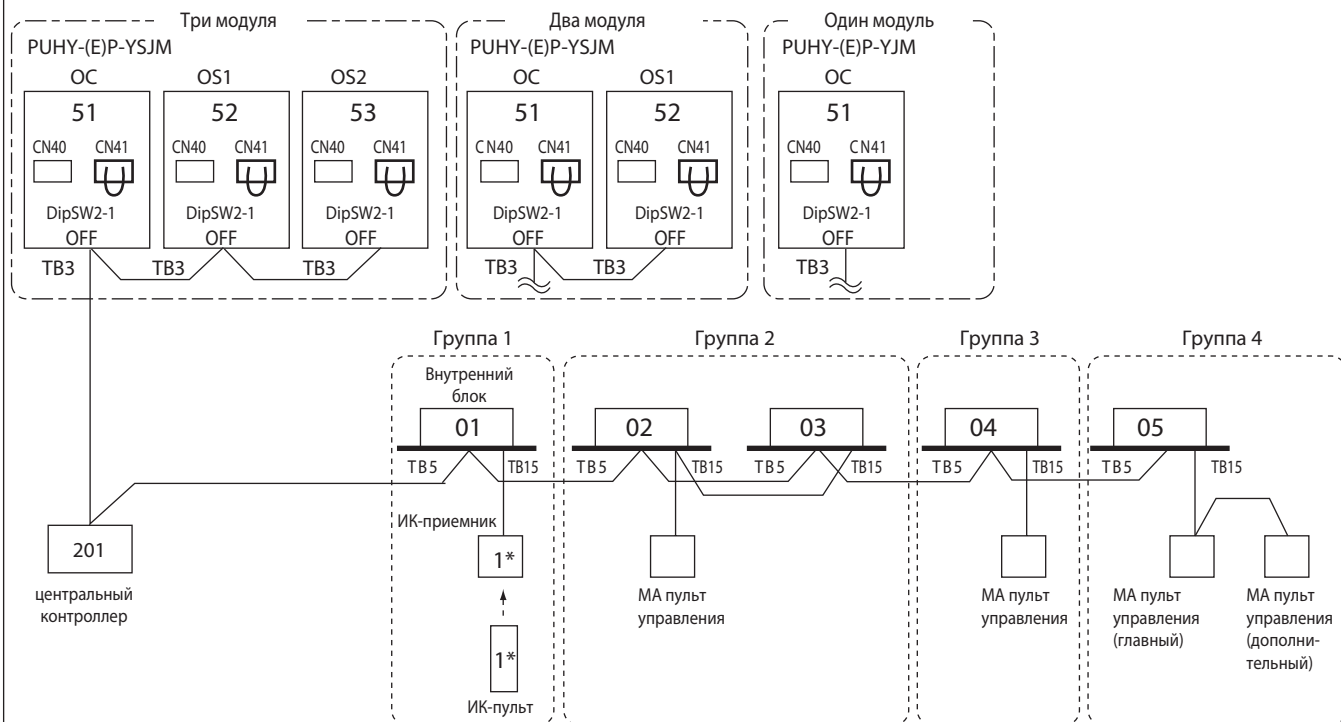 Три модуля
PUHY-(E)P-YSJM
OC OS1 OS2
51 52 53
CN40 CN41 CN40 CN41 CN40 CN41
DipSW2-1 DipSW2-1 DipSW2-1
OFF OFF OFF
TB3 TB3 TB3
Два модуля
PUHY-(E)P-YSJM
OC OS1
51 52
CN40 CN41 CN40 CN41
DipSW2-1 DipSW2-1
OFF OFF
TB3 TB3
Один модуль
PUHY-(E)P-YJM
OC
51
CN40 CN41
DipSW2-1
OFF
TB3
201
центральный
контроллер
Группа 1
Внутренний
блок
01
TB5 TB15
ИК-приемник
1*
1*
ИК-пульт
Группа 2
02 03
TB5 TB15 TB5 TB15
МА пульт
управления
Группа 3
04
TB5 TB15
МА пульт
управления
Группа 4
05
TB5 TB15
МА пульт
управления
(главный)
МА пульт
управления
(дополни-
тельный)